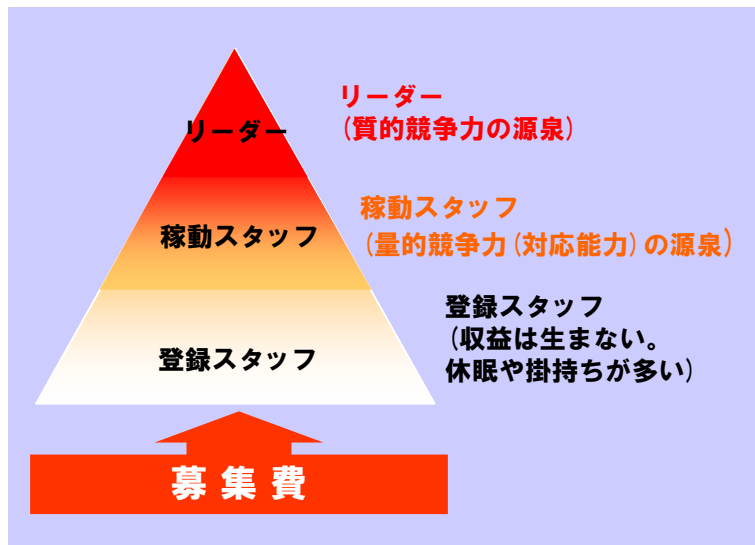 リーダー
リーダー
(質的競争力の源泉)
稼動スタッフ
稼動スタッフ
(量的競争力(対応能力)の源泉)
登録スタッフ
登録スタッフ
(収益は生まない。
休眠や掛持ちが多い)
募集費